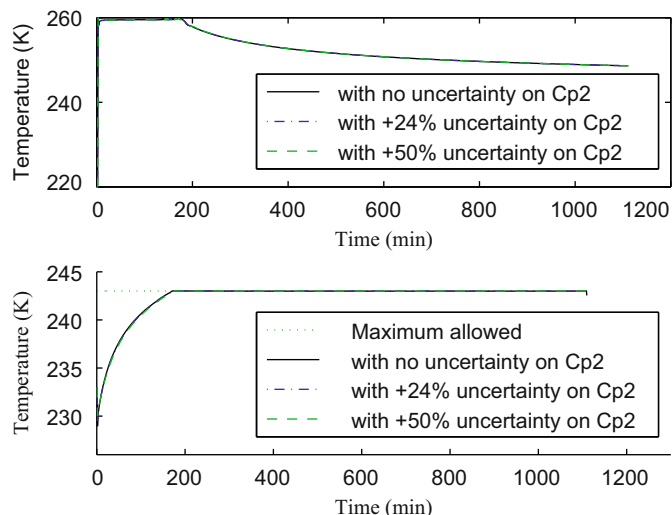 260
240
220
Temperature (K)
with no uncertainty on Cp2
with +24% uncertainty on Cp2
with +50% uncertainty on Cp2
0 200 400 600 800 1000 1200
Time (min)
245
240
235
230
Temperature (K)
Maximum allowed
with no uncertainty on Cp2
with +24% uncertainty on Cp2
with +50% uncertainty on Cp2
0 200 400 600 800 1000 1200
Time (min)